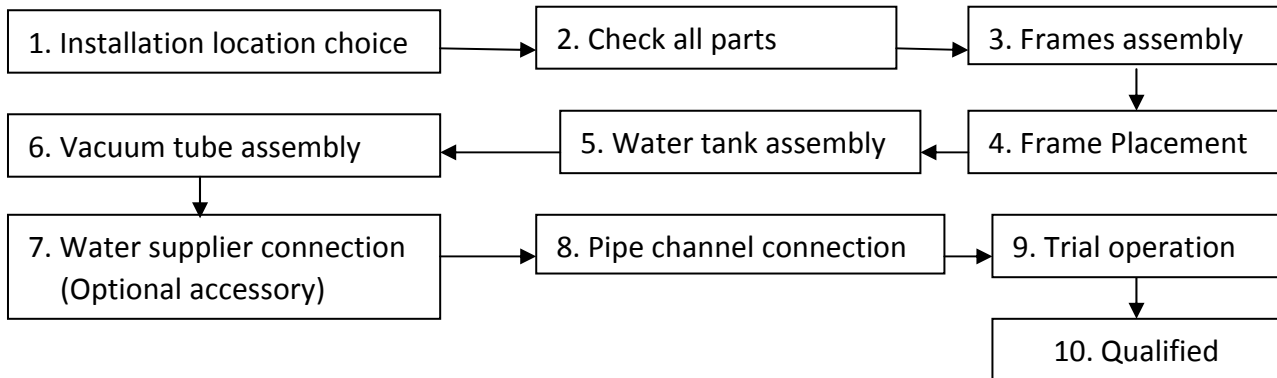 1. Installation location choice
2. Check all parts
3. Frames assembly
4. Frame Placement
5. Water tank assembly
6. Vacuum tube assembly
7. Water supplier connection
(Optional accessory)
8. Pipe channel connection
9. Trial operation
10. Qualified